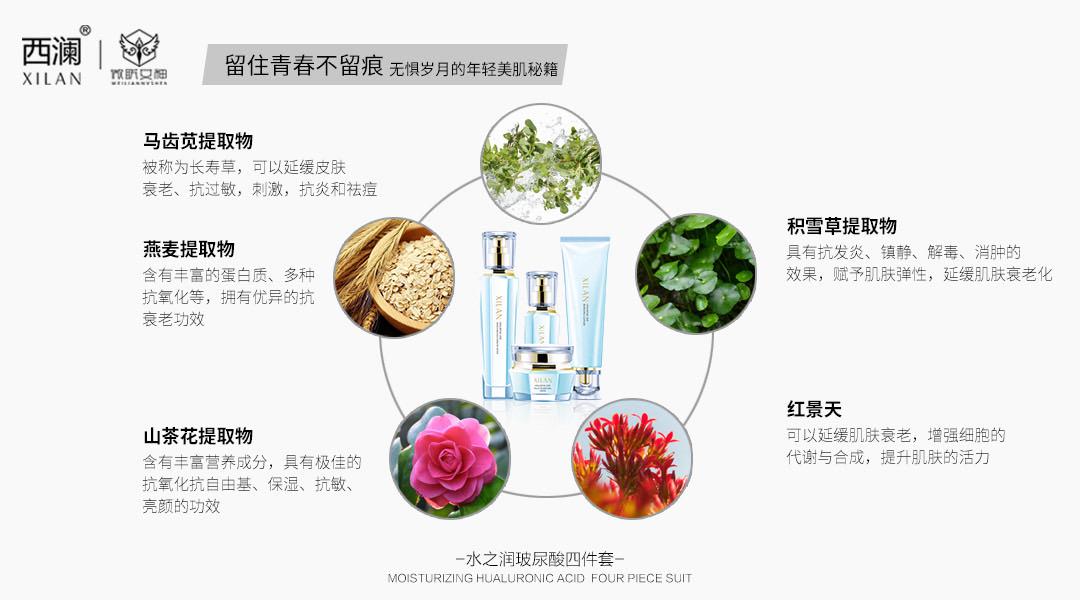 西澜®
XILAN
微脈女神
留住青春不留痕 无惧岁月的年轻美肌秘籍
马齿苋提取物
被称为长寿草，可以延缓皮肤
衰老、抗过敏，刺激，抗炎和祛痘
燕麦提取物
含有丰富的蛋白质、多种
抗氧化等，拥有优异的抗
衰老功效
积雪草提取物
具有抗发炎、镇静、解毒、消肿的
效果，赋予肌肤弹性，延缓肌肤衰老化
XILAN
XILAN
XILAN
XILAN
山茶花提取物
含有丰富营养成分，具有极佳的
抗氧化抗自由基、保湿、抗敏、
亮颜的功效
红景天
可以延缓肌肤衰老，增强细胞的
代谢与合成，提升肌肤的活力
–水之润玻尿酸四件套–
MOISTURIZING HUALURONIC ACID FOUR PIECE SUIT